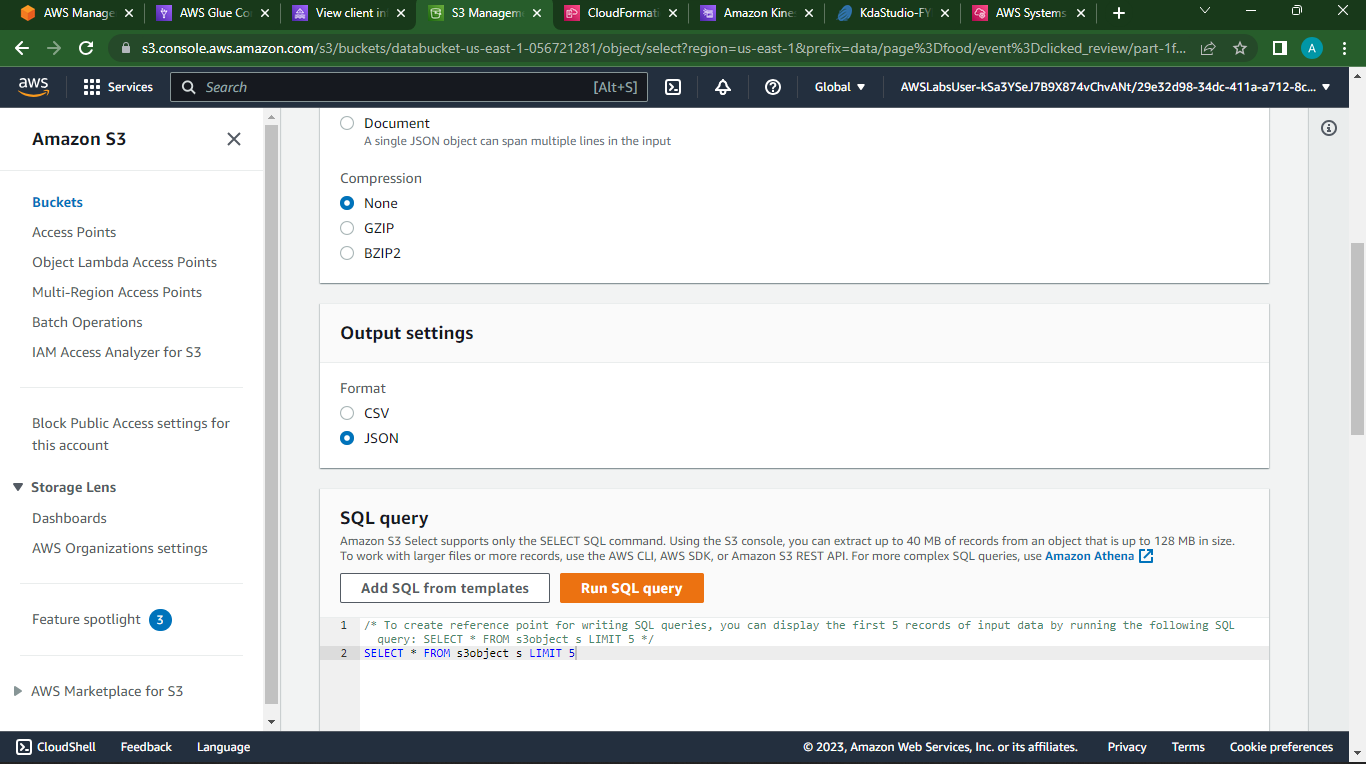 AWS Manage
AWS Glue Co
View client in
S3 Managem
CloudFormati
Amazon Kine
KdaStudio-FY
AWS Systems
s3.console.aws.amazon.com/s3/buckets/databucket-us-east-1-056721281/object/select?region=us-east-1&prefix=data/page%3Dfood/event%3Dclicked_review/part-1f...
A
aws
Services
Search
[Alt+S]
Global
AWSLabsUser-kSa3YSeJ7B9X874vChvANt/29e32d98-34dc-411a-a712-8c...
Amazon S3
Buckets
Access Points
Object Lambda Access Points
Multi-Region Access Points
Batch Operations
IAM Access Analyzer for S3
Block Public Access settings for
this account
Storage Lens
Dashboards
AWS Organizations settings
Feature spotlight 3
AWS Marketplace for S3
Document
A single JSON object can span multiple lines in the input
Compression
None
GZIP
BZIP2
Output settings
Format
CSV
JSON
SQL query
Amazon S3 Select supports only the SELECT SQL command. Using the S3 console, you can extract up to 40 MB of records from an object that is up to 128 MB in size.
To work with larger files or more records, use the AWS CLI, AWS SDK, or Amazon S3 REST API. For more complex SQL queries, use Amazon Athena
Add SQL from templates
Run SQL query
1 /* To create reference point for writing SQL queries, you can display the first 5 records of input data by running the following SQL
query: SELECT * FROM s3object s LIMIT 5 */
2 SELECT * FROM s3object s LIMIT 5
CloudShell
Feedback
Language
© 2023, Amazon Web Services, Inc. or its affiliates.
Privacy
Terms
Cookie preferences